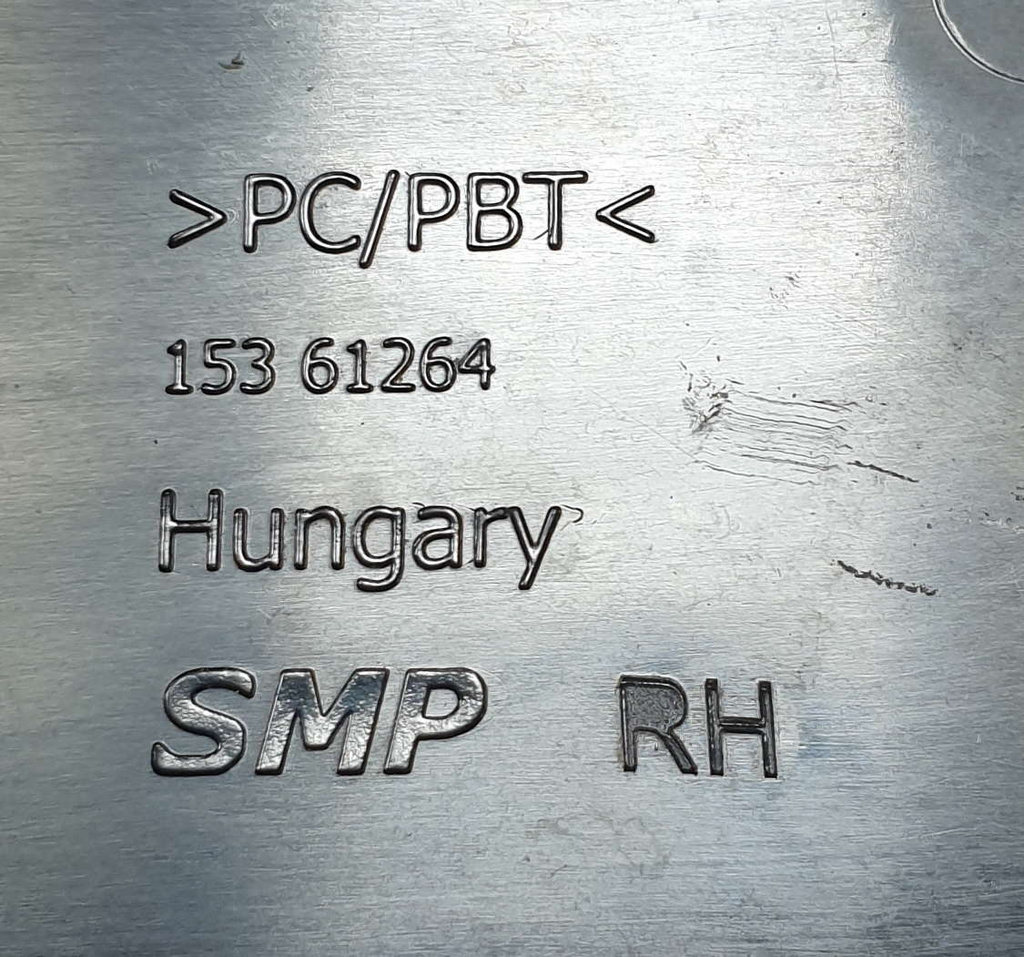 >PC/PBT<
153 61264
Hungary
SMP RH